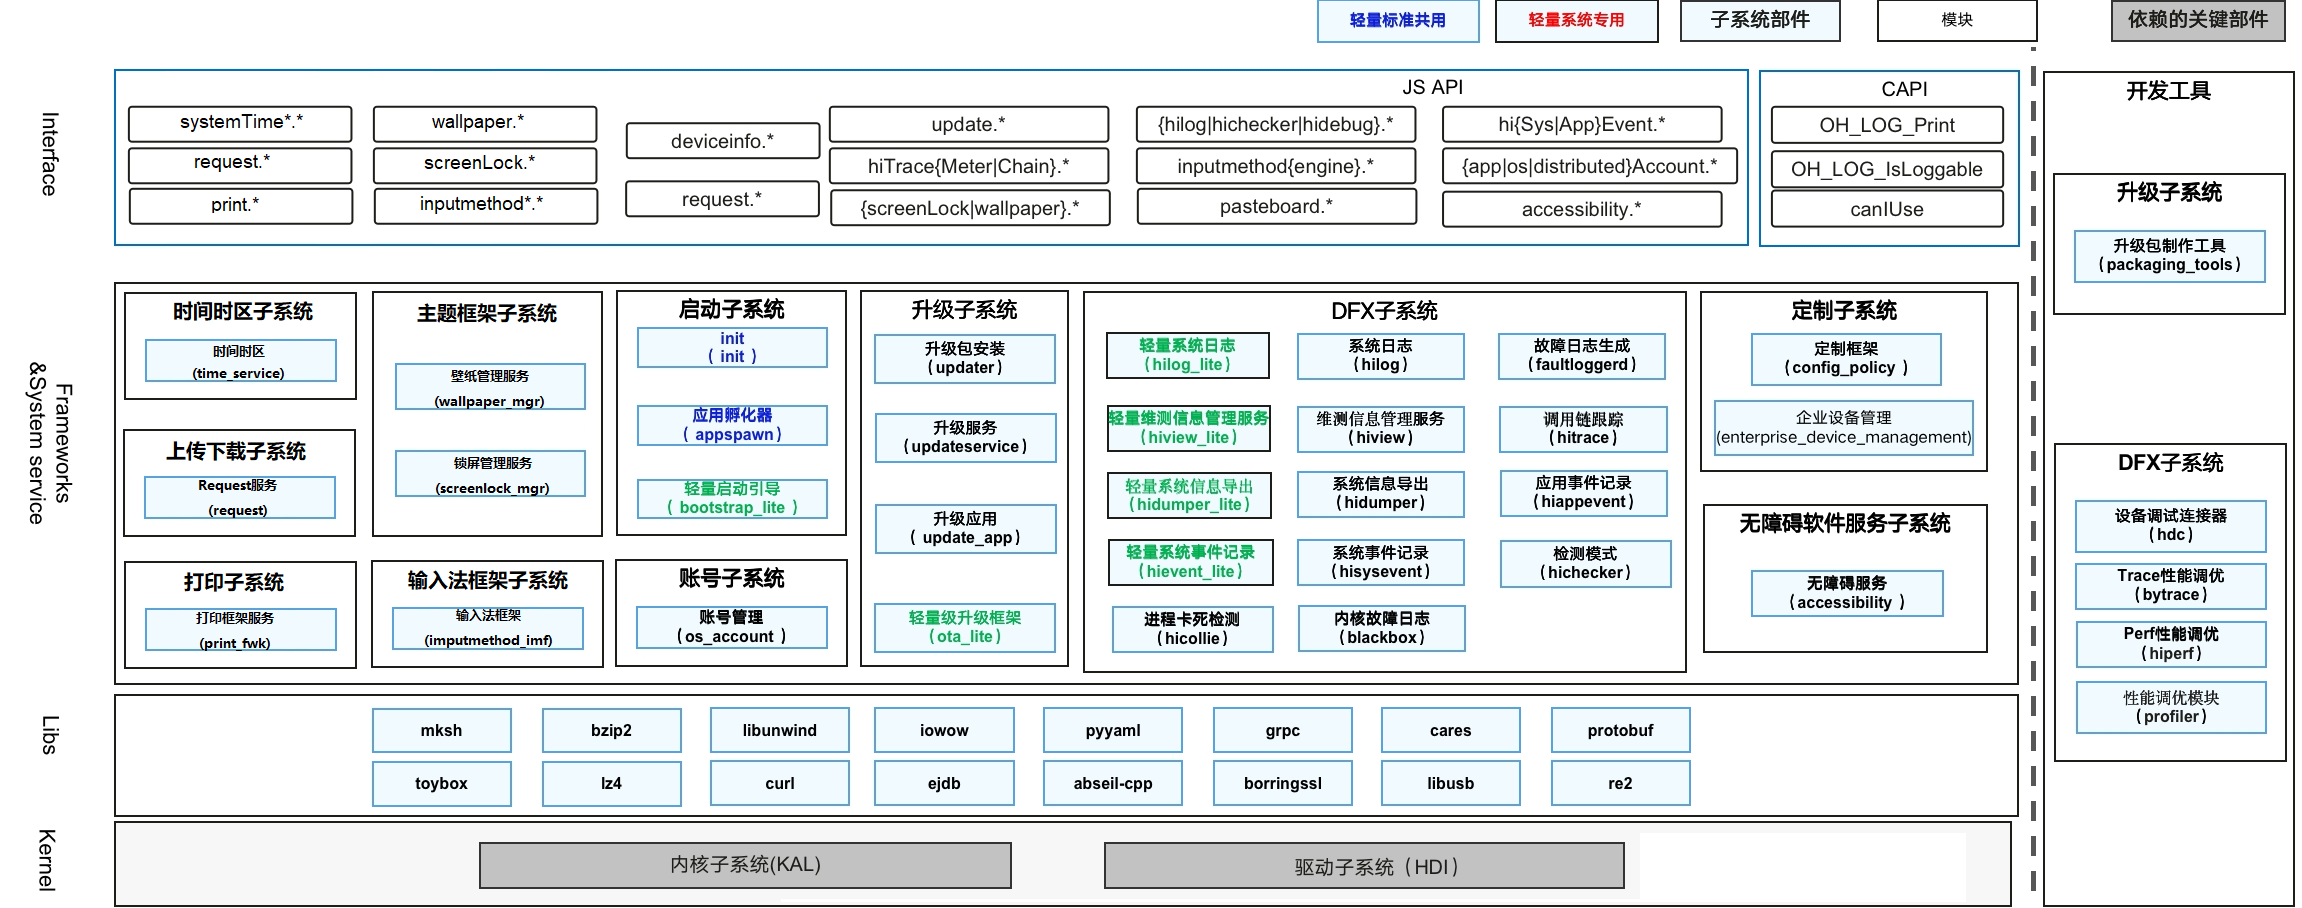 轻量标准共用
轻量系统专用
子系统部件
模块
依赖的关键部件
Interface
JS API
systemTime*.*
wallpaper.*
deviceinfo.*
update.*
{hilog|hichecker|hidebug}.*
hi{Sys|App}Event.*
request.*
screenLock.*
hiTrace{Meter|Chain}.*
inputmethod{engine}.*
{app|os|distributed}Account.*
print.*
inputmethod*.*
request.*
{screenLock|wallpaper}.*
pasteboard.*
accessibility.*
CAPI
OH_LOG_Print
OH_LOG_IsLoggable
canIUse
Frameworks
&System service
时间时区子系统
时间时区
(time_service)
上传下载子系统
Request服务
(request)
打印子系统
打印框架服务
(print_fwk)
主题框架子系统
壁纸管理服务
(wallpaper_mgr)
锁屏管理服务
(screenlock_mgr)
输入法框架子系统
输入法框架
(imputmethod_imf)
启动子系统
init
( init )
应用孵化器
( appspawn)
轻量启动引导
( bootstrap_lite )
账号子系统
账号管理
(os_account )
升级子系统
升级包安装
(updater)
升级服务
(updateservice)
升级应用
( update_app)
轻量级升级框架
(ota_lite)
DFX子系统
轻量系统日志
(hilog_lite)
系统日志
(hilog)
故障日志生成
(faultloggerd)
轻量维测信息管理服务
(hiview_lite)
维测信息管理服务
(hiview)
调用链跟踪
(hitrace)
轻量系统信息导出
(hidumper_lite)
系统信息导出
(hidumper)
应用事件记录
(hiappevent)
轻量系统事件记录
(hievent_lite)
系统事件记录
(hisysevent)
检测模式
(hichecker)
进程卡死检测
(hicollie)
内核故障日志
(blackbox)
定制子系统
定制框架
(config_policy )
企业设备管理
(enterprise_device_management)
无障碍软件服务子系统
无障碍服务
(accessibility )
Libs
mksh
bzip2
libunwind
iowow
pyyaml
grpc
cares
protobuf
toybox
lz4
curl
ejdb
abseil-cpp
borringssl
libusb
re2
Kernel
内核子系统(KAL)
驱动子系统（HDI）
开发工具
升级子系统
升级包制作工具
(packaging_tools)
DFX子系统
设备调试连接器
(hdc)
Trace性能调优
(bytrace)
Perf性能调优
(hiperf)
性能调优模块
(profiler)